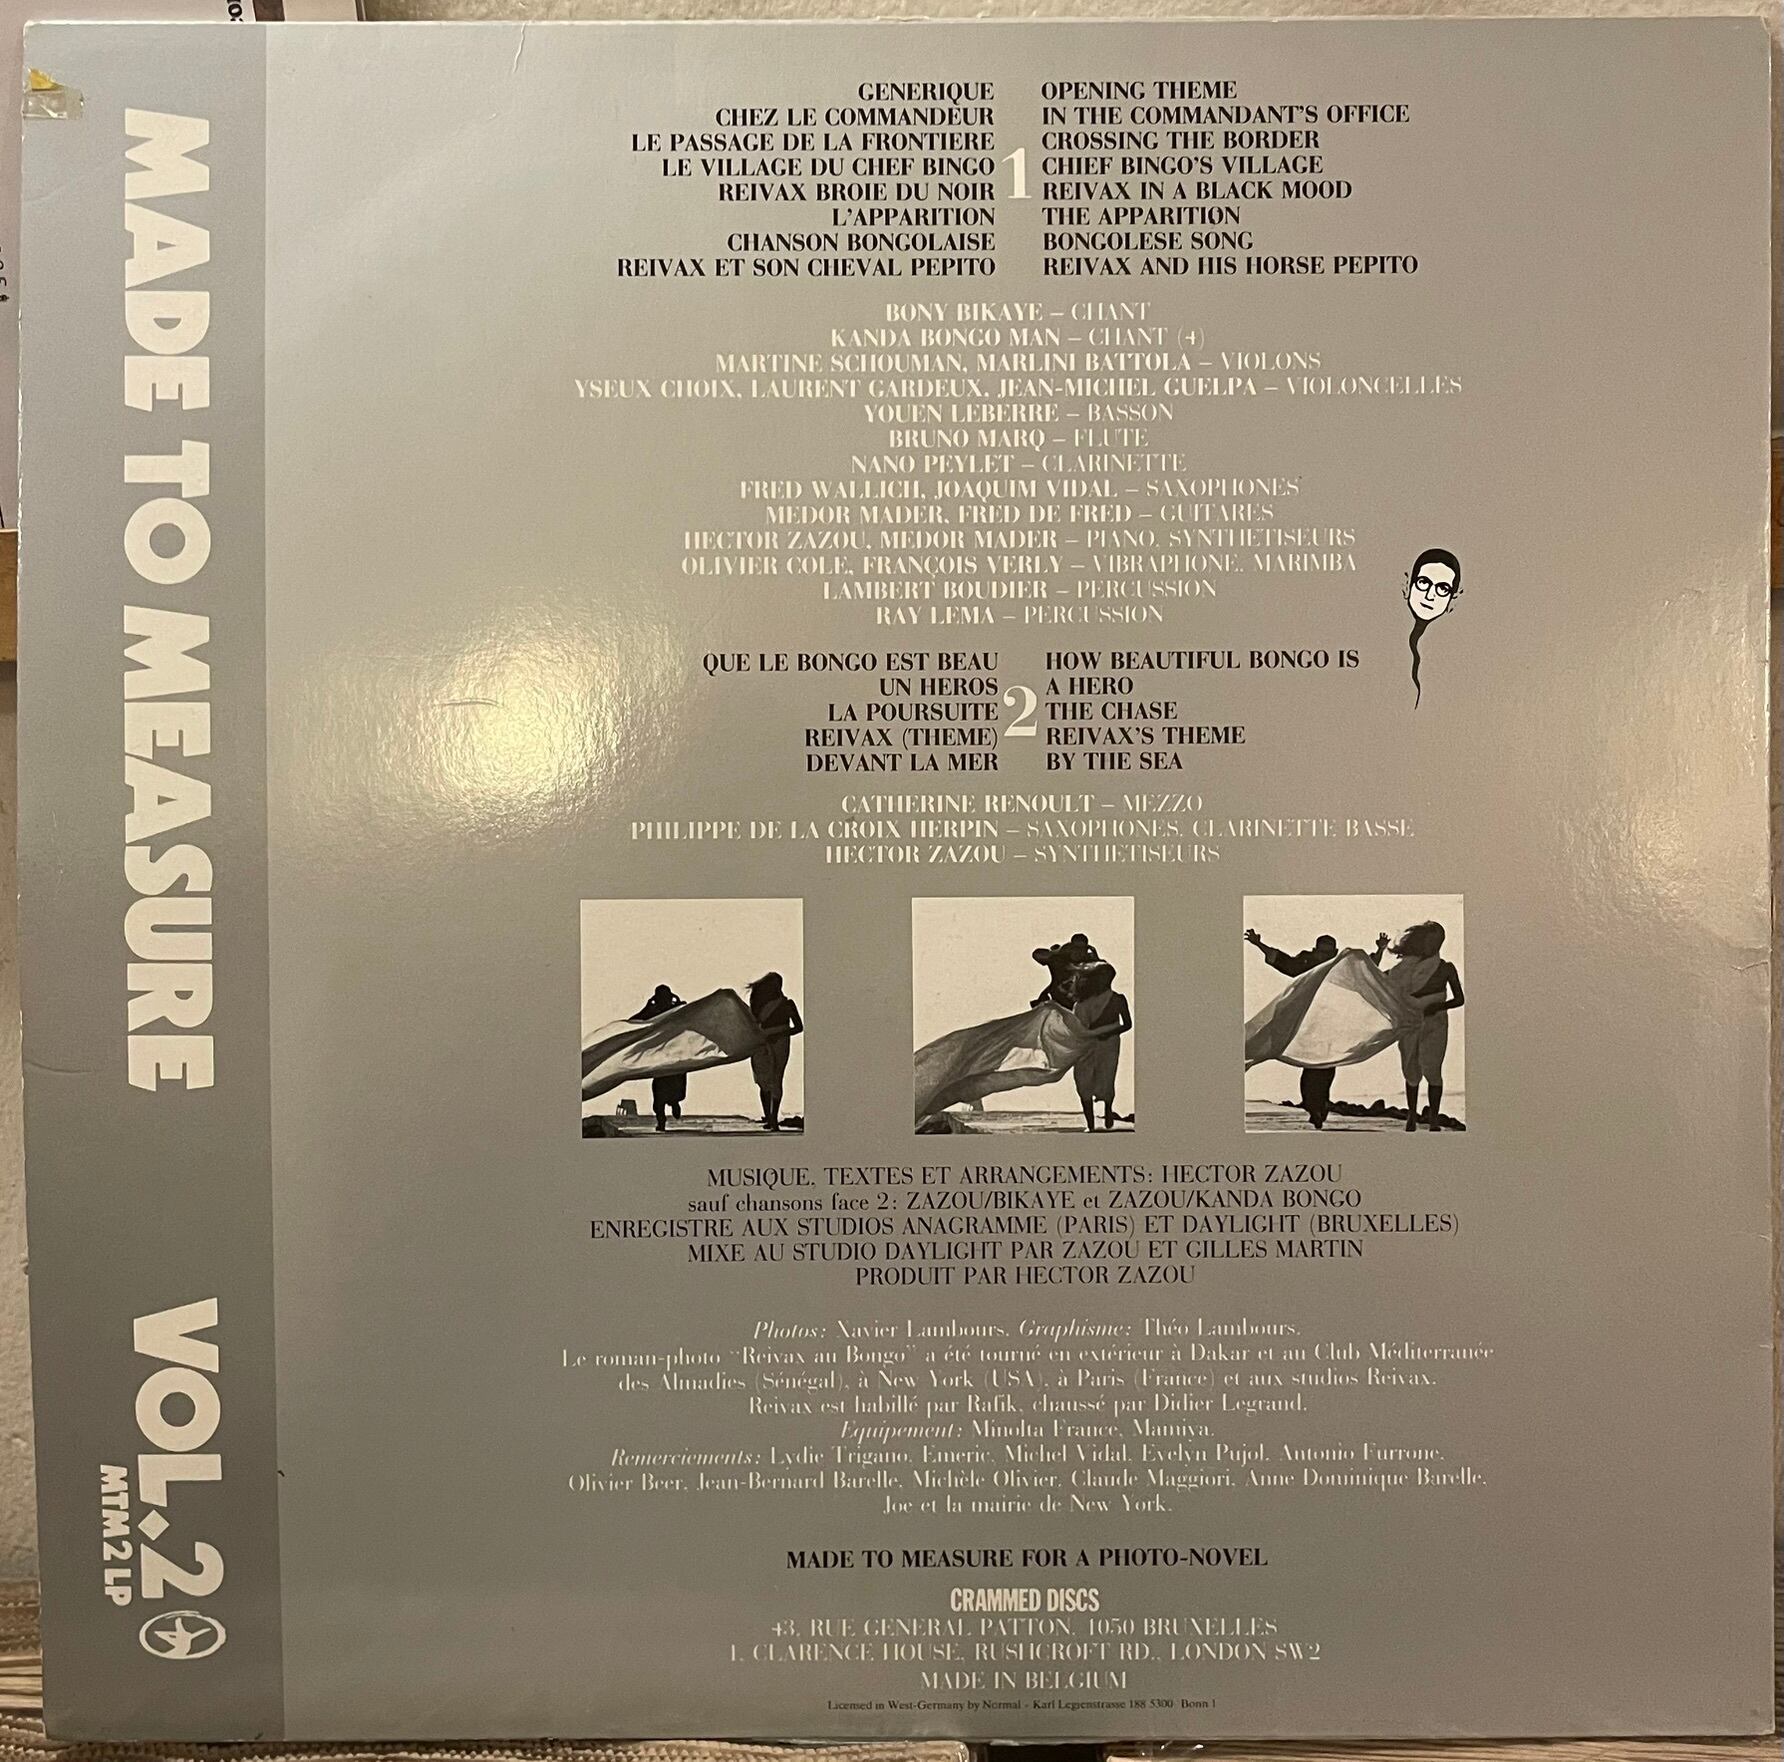 MADE TO MEASURE VOL. 2
MTM 2 LP
GENERIQUE OPENING THEME
CHEZ LE COMMANDEUR IN THE COMMANDANT'S OFFICE
LE PASSAGE DE LA FRONTIERE CROSSING THE BORDER
LE VILLAGE DU CHEF BINGO 1 CHIEF BINGO'S VILLAGE
REIVAX BROIE DU NOIR REIVAX IN A BLACK MOOD
L'APPARITION THE APPARITION
CHANSON BONGOLAISE BONGOLESE SONG
REIVAX ET SON CHEVAL PEPITO REIVAX AND HIS HORSE PEPITO
BONY BIKAYE – CHANT
KANDA BONGO MAN – CHANT (4)
MARTINE SCHOUMAN, MARLINI BATTOLA – VIOLONS
YSEUX CHOIX, LAURENT GARDEUX, JEAN-MICHEL GUELPA – VIOLONCELLES
YOUEN LEBERRE – BASSON
BRUNO MARQ – FLUTE
NANO PEYLET – CLARINETTE
FRED WALLICH, JOAQUIM VIDAL – SAXOPHONES
MEDOR MADER, FRED DE FRED – GUITARES
HECTOR ZAZOU, MEDOR MADER – PIANO, SYNTHETISEURS
OLIVIER COLE, FRANÇOIS VERLY – VIBRAPHONE, MARIMBA
LAMBERT BOUDIER – PERCUSSION
RAY LEMA – PERCUSSION
QUE LE BONGO EST BEAU HOW BEAUTIFUL BONGO IS
UN HEROS A HERO
LA POURSUITE 2 THE CHASE
REIVAX (THEME) REIVAX'S THEME
DEVANT LA MER BY THE SEA
CATHERINE RENOULT – MEZZO
PHILIPPE DE LA CROIX HERPIN – SAXOPHONES, CLARINETTE BASSE
HECTOR ZAZOU – SYNTHETISEURS
MUSIQUE, TEXTES ET ARRANGEMENTS: HECTOR ZAZOU
sauf chansons face 2: ZAZOU/BIKAYE et ZAZOU/KANDA BONGO
ENREGISTRE AUX STUDIOS ANAGRAMME (PARIS) ET DAYLIGHT (BRUXELLES)
MIXE AU STUDIO DAYLIGHT PAR ZAZOU ET GILLES MARTIN
PRODUIT PAR HECTOR ZAZOU
Photos: Xavier Lambours. Graphisme: Théo Lambours.
Le roman-photo "Reivax au Bongo" a été tourné en extérieur à Dakar et au Club Méditerranée
des Almadies (Sénégal), à New York (USA), à Paris (France) et aux studios Reivax.
Reivax est habillé par Rafik, chaussé par Didier Legrand.
Equipement: Minolta France, Mamiya.
Remerciements: Lydie Trigano, Emeric, Michel Vidal, Evelyn Pujol, Antonio Furrone,
Olivier Beer, Jean-Bernard Barelle, Michèle Olivier, Claude Maggiori, Anne Dominique Barelle,
Joe et la mairie de New York.
MADE TO MEASURE FOR A PHOTO-NOVEL
CRAMMED DISCS
43, RUE GENERAL PATTON, 1050 BRUXELLES
1, CLARENCE HOUSE, RUSHCROFT RD., LONDON SW2
MADE IN BELGIUM
Licensed in West-Germany by Normal - Karl Legienstrasse 188 5300 Bonn 1